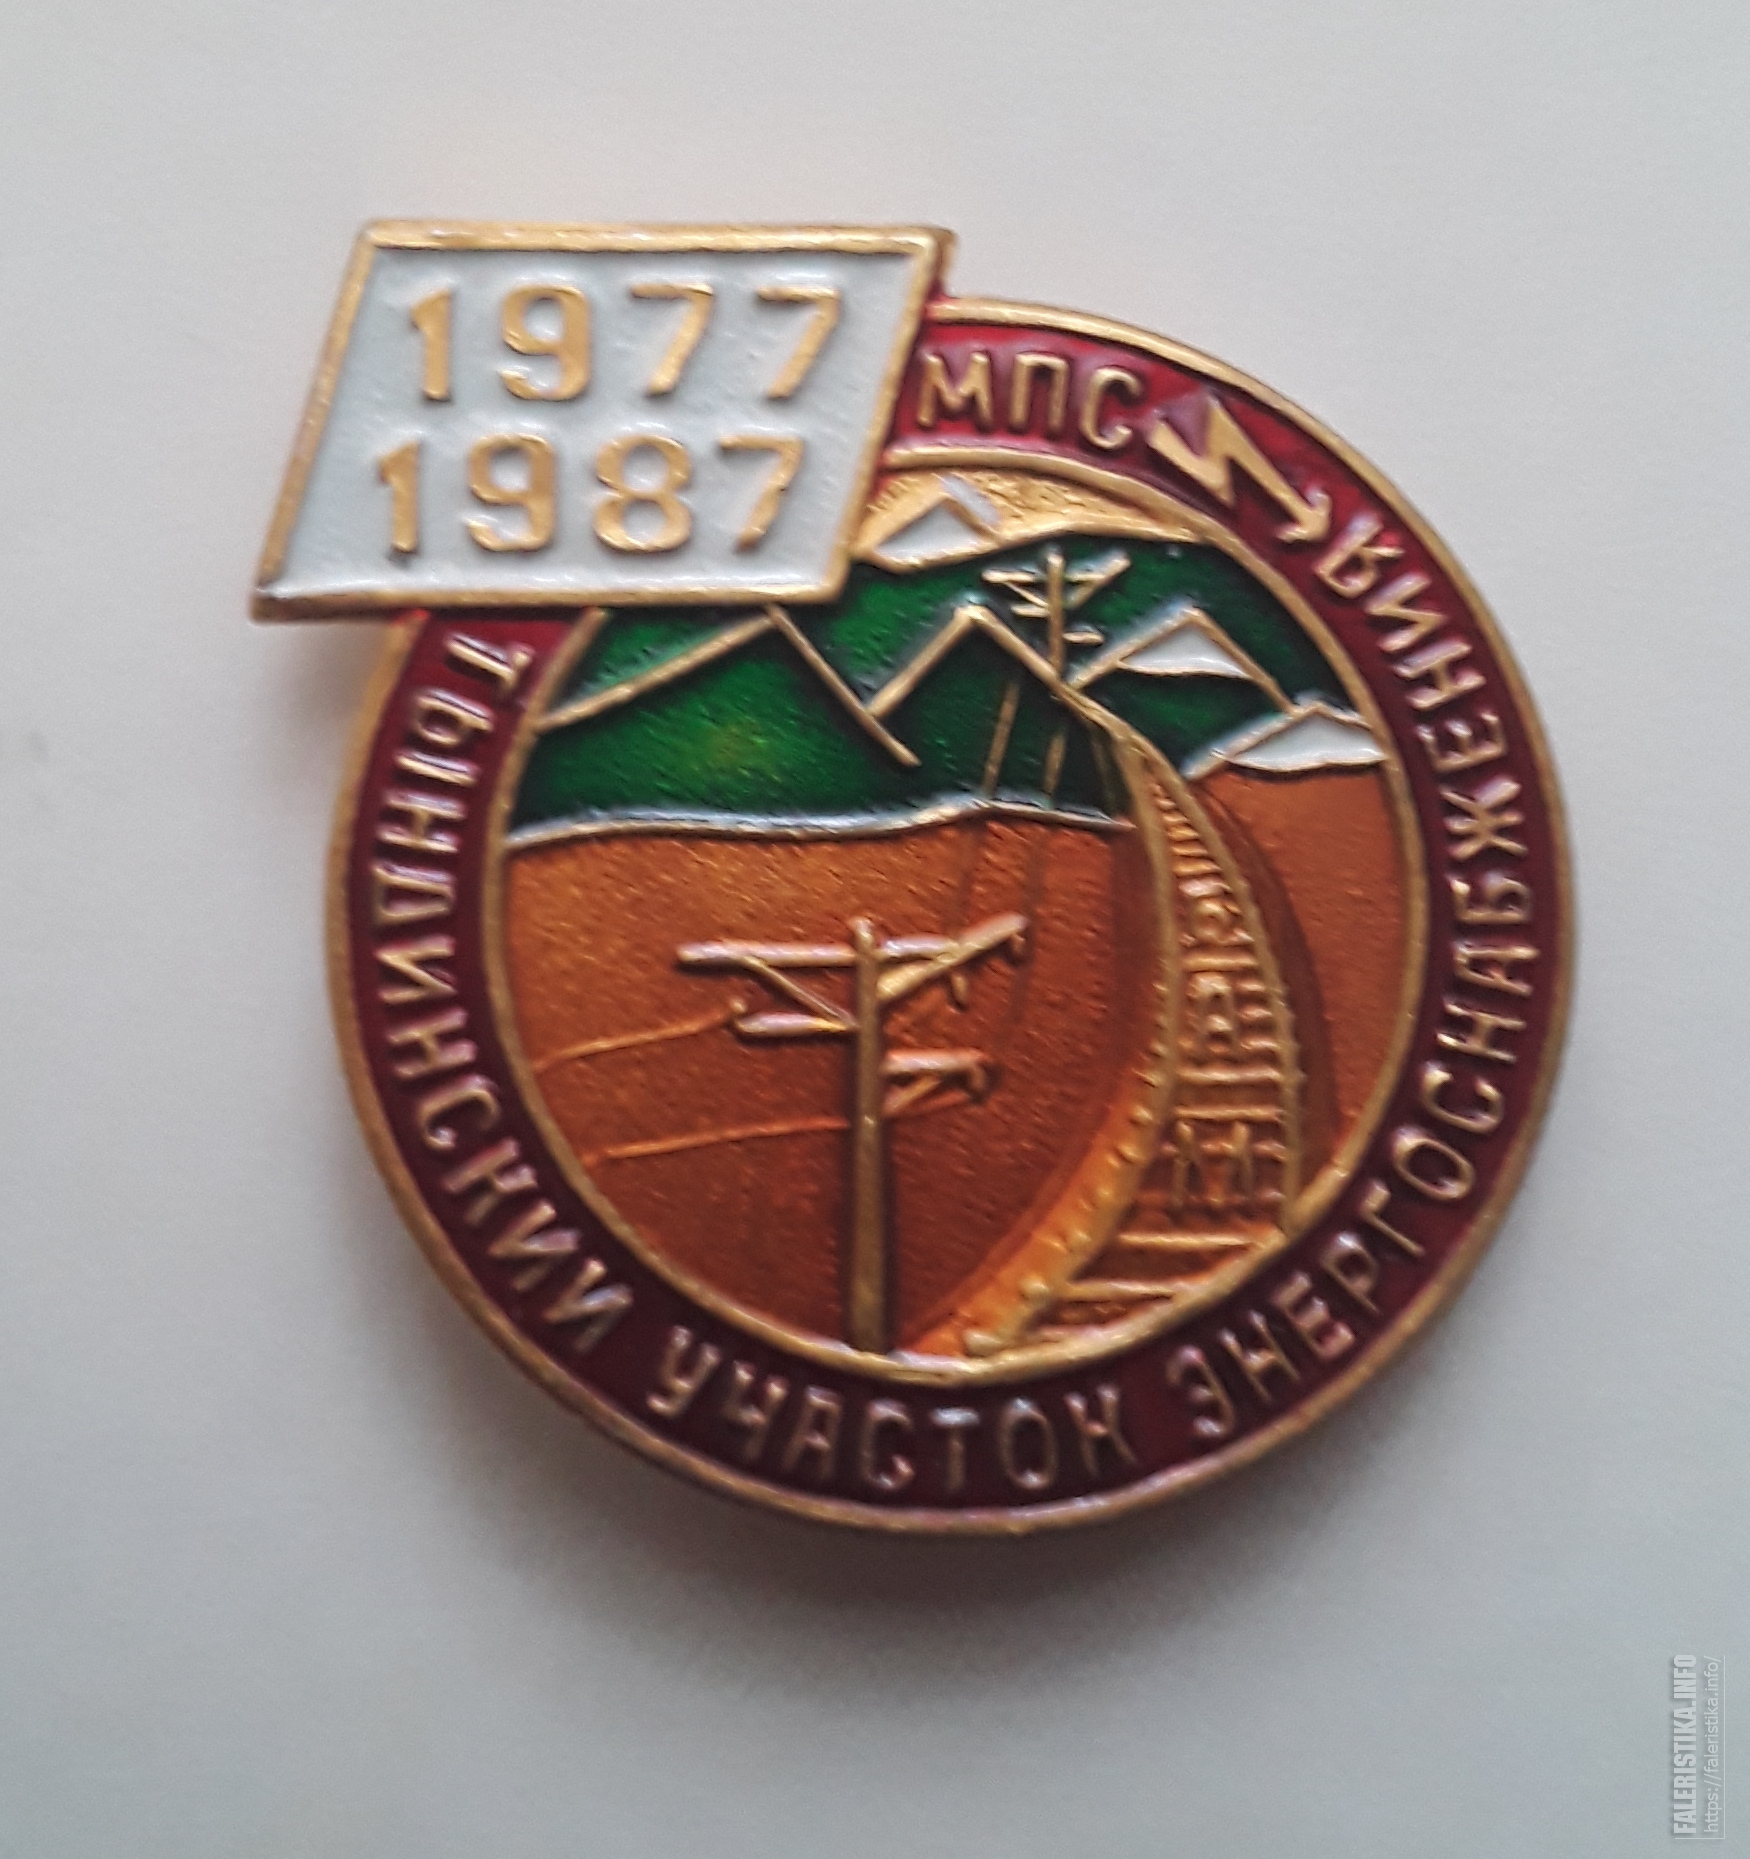 1977
1987
МПС
ТЫНДИНСКИЙ УЧАСТОК ЭНЕРГОСНАБЖЕНИЯ
FALERISTIKA.INFO
https://faleristika.info/